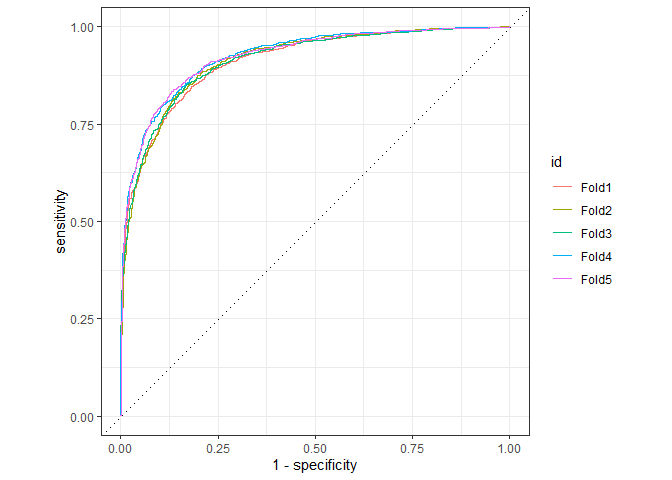 1.00
0.75
0.50
0.25
0.00
sensitivity
0.00 0.25 0.50 0.75 1.00
1 - specificity
id
Fold1
Fold2
Fold3
Fold4
Fold5